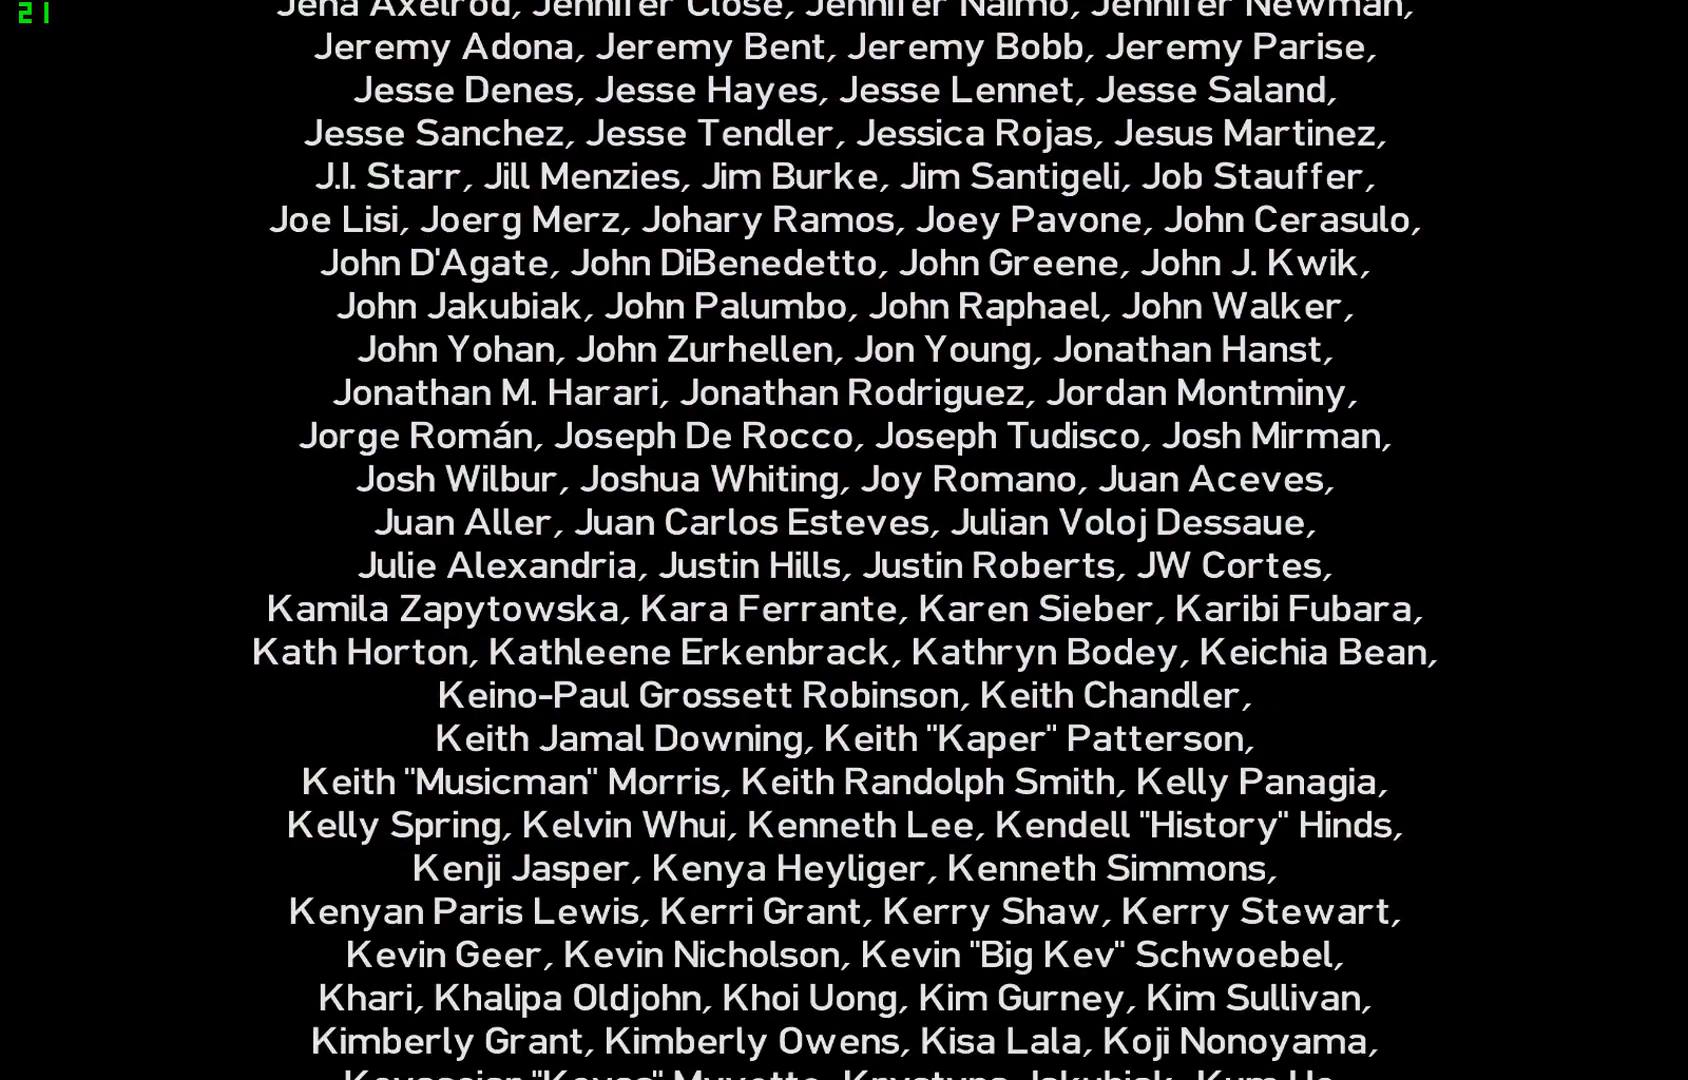 21
Jena Axelrod, Jennifer Close, Jennifer Naimo, Jennifer Newman,
Jeremy Adona, Jeremy Bent, Jeremy Bobb, Jeremy Parise,
Jesse Denes, Jesse Hayes, Jesse Lennet, Jesse Saland,
Jesse Sanchez, Jesse Tendler, Jessica Rojas, Jesus Martinez,
J.I. Starr, Jill Menzies, Jim Burke, Jim Santigeli, Job Stauffer,
Joe Lisi, Joerg Merz, Johary Ramos, Joey Pavone, John Cerasulo,
John D'Agate, John DiBenedetto, John Greene, John J. Kwik,
John Jakubiak, John Palumbo, John Raphael, John Walker,
John Yohan, John Zurhellen, Jon Young, Jonathan Hanst,
Jonathan M. Harari, Jonathan Rodriguez, Jordan Montminy,
Jorge Román, Joseph De Rocco, Joseph Tudisco, Josh Mirman,
Josh Wilbur, Joshua Whiting, Joy Romano, Juan Aceves,
Juan Aller, Juan Carlos Esteves, Julian Voloj Dessaue,
Julie Alexandria, Justin Hills, Justin Roberts, JW Cortes,
Kamila Zapytowska, Kara Ferrante, Karen Sieber, Karibi Fubara,
Kath Horton, Kathleene Erkenbrack, Kathryn Bodey, Keichia Bean,
Keino-Paul Grossett Robinson, Keith Chandler,
Keith Jamal Downing, Keith "Kaper" Patterson,
Keith "Musicman" Morris, Keith Randolph Smith, Kelly Panagia,
Kelly Spring, Kelvin Whui, Kenneth Lee, Kendell "History" Hinds,
Kenji Jasper, Kenya Heyliger, Kenneth Simmons,
Kenyan Paris Lewis, Kerri Grant, Kerry Shaw, Kerry Stewart,
Kevin Geer, Kevin Nicholson, Kevin "Big Kev" Schwoebel,
Khari, Khalipa Oldjohn, Khoi Uong, Kim Gurney, Kim Sullivan,
Kimberly Grant, Kimberly Owens, Kisa Lala, Koji Nonoyama,